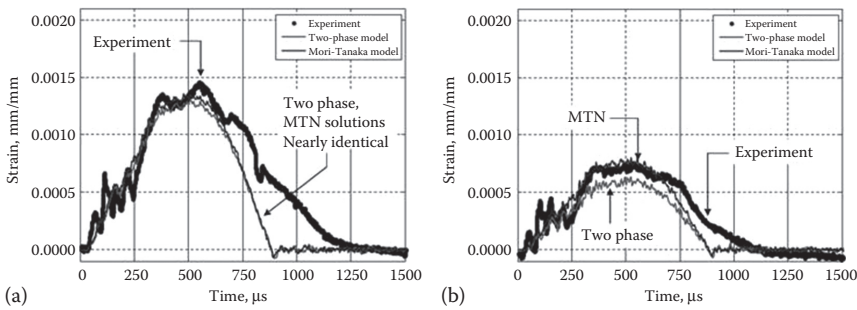 0.0020
0.0015
0.0010
0.0005
0.0000
Strain, mm/mm
Experiment
Two-phase model
Mori-Tanaka model
Experiment
Two phase,
MTN solutions
Nearly identical
0 250 500 750 1000 1250 1500
Time, μs
(a)
0.0020
0.0015
0.0010
0.0005
0.0000
Strain, mm/mm
Experiment
Two-phase model
Mori-Tanaka model
MTN
Experiment
Two phase
0 250 500 750 1000 1250 1500
Time, μs
(b)